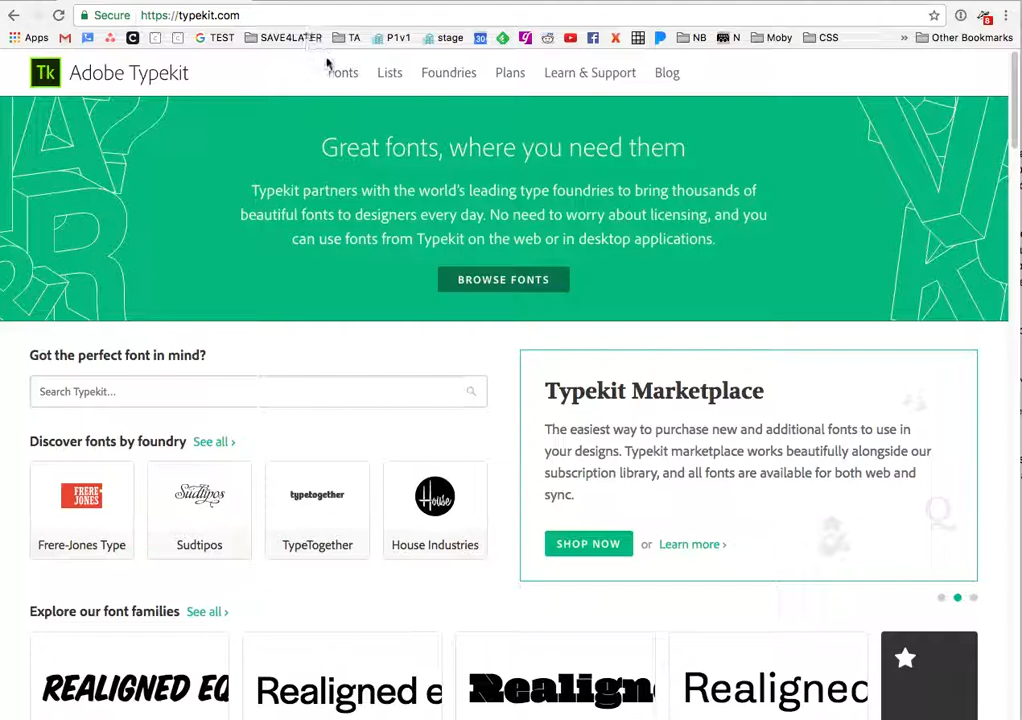 Secure https://typekit.com
8
Apps TEST SAVE4LATER TA P1v1 stage 30 NB N Moby CSS » Other Bookmarks
Tk Adobe Typekit Fonts Lists Foundries Plans Learn & Support Blog
Great fonts, where you need them
Typekit partners with the world's leading type foundries to bring thousands of
beautiful fonts to designers every day. No need to worry about licensing, and you
can use fonts from Typekit on the web or in desktop applications.
BROWSE FONTS
Got the perfect font in mind?
Search Typekit...
Discover fonts by foundry See all ›
FRERE JONES
Sudtipos
typetogether
House
Frere-Jones Type
Sudtipos
TypeTogether
House Industries
Typekit Marketplace
The easiest way to purchase new and additional fonts to use in
your designs. Typekit marketplace works beautifully alongside our
subscription library, and all fonts are available for both web and
sync.
SHOP NOW or Learn more ›
Q
Explore our font families See all ›
REALIGNED EQ
Realigned e
Realign
Realigned